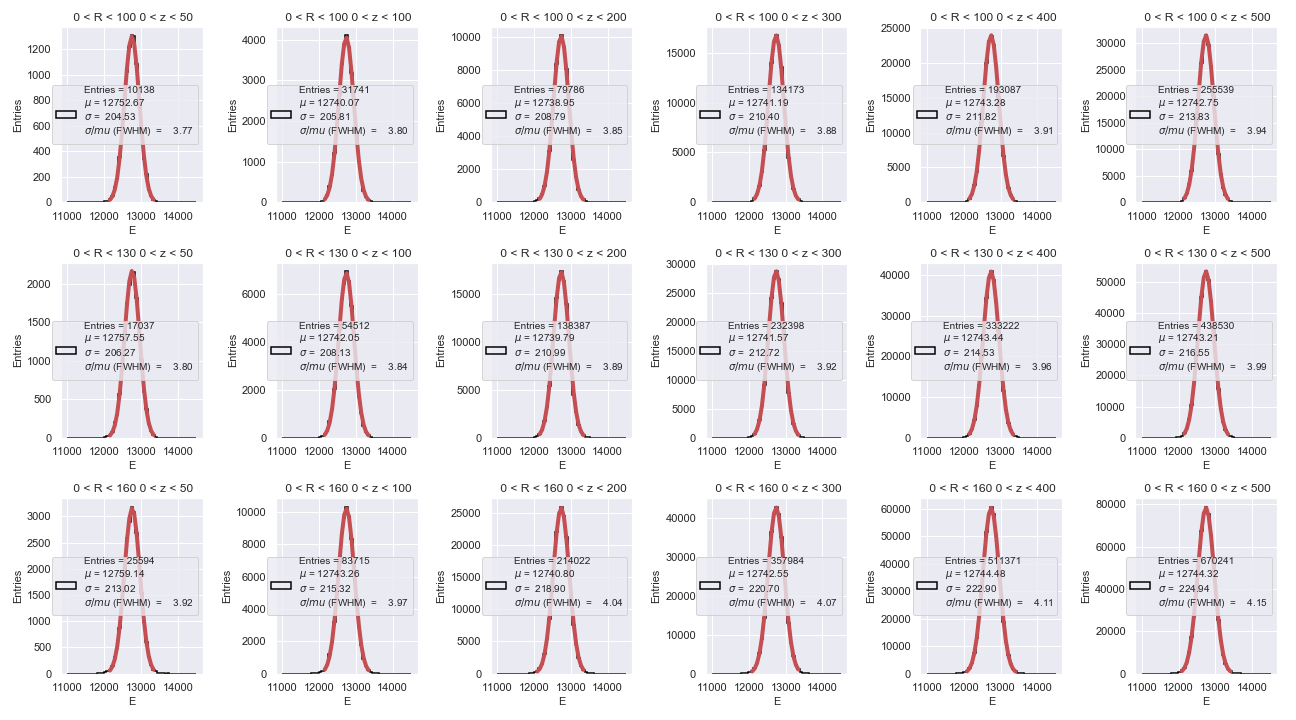 0 < R < 100 0 < z < 50
Entries
1200
1000
800
600
400
200
0
Entries = 10138
μ = 12752.67
σ = 204.53
σ/mu (FWHM) = 3.77
11000 12000 13000 14000
E
0 < R < 100 0 < z < 100
Entries
4000
3000
2000
1000
0
Entries = 31741
μ = 12740.07
σ = 205.81
σ/mu (FWHM) = 3.80
11000 12000 13000 14000
E
0 < R < 100 0 < z < 200
Entries
10000
8000
6000
4000
2000
0
Entries = 79786
μ = 12738.95
σ = 208.79
σ/mu (FWHM) = 3.85
11000 12000 13000 14000
E
0 < R < 100 0 < z < 300
Entries
15000
10000
5000
0
Entries = 134173
μ = 12741.19
σ = 210.40
σ/mu (FWHM) = 3.88
11000 12000 13000 14000
E
0 < R < 100 0 < z < 400
Entries
25000
20000
15000
10000
5000
0
Entries = 193087
μ = 12743.28
σ = 211.82
σ/mu (FWHM) = 3.91
11000 12000 13000 14000
E
0 < R < 100 0 < z < 500
Entries
30000
25000
20000
15000
10000
5000
0
Entries = 255539
μ = 12742.75
σ = 213.83
σ/mu (FWHM) = 3.94
11000 12000 13000 14000
E
0 < R < 130 0 < z < 50
Entries
2000
1500
1000
500
0
Entries = 17037
μ = 12757.55
σ = 206.27
σ/mu (FWHM) = 3.80
11000 12000 13000 14000
E
0 < R < 130 0 < z < 100
Entries
6000
4000
2000
0
Entries = 54512
μ = 12742.05
σ = 208.13
σ/mu (FWHM) = 3.84
11000 12000 13000 14000
E
0 < R < 130 0 < z < 200
Entries
15000
10000
5000
0
Entries = 138387
μ = 12739.79
σ = 210.99
σ/mu (FWHM) = 3.89
11000 12000 13000 14000
E
0 < R < 130 0 < z < 300
Entries
30000
25000
20000
15000
10000
5000
0
Entries = 232398
μ = 12741.57
σ = 212.72
σ/mu (FWHM) = 3.92
11000 12000 13000 14000
E
0 < R < 130 0 < z < 400
Entries
40000
30000
20000
10000
0
Entries = 333222
μ = 12743.44
σ = 214.53
σ/mu (FWHM) = 3.96
11000 12000 13000 14000
E
0 < R < 130 0 < z < 500
Entries
50000
40000
30000
20000
10000
0
Entries = 438530
μ = 12743.21
σ = 216.55
σ/mu (FWHM) = 3.99
11000 12000 13000 14000
E
0 < R < 160 0 < z < 50
Entries
3000
2500
2000
1500
1000
500
0
Entries = 25594
μ = 12759.14
σ = 213.02
σ/mu (FWHM) = 3.92
11000 12000 13000 14000
E
0 < R < 160 0 < z < 100
Entries
10000
8000
6000
4000
2000
0
Entries = 83715
μ = 12743.26
σ = 215.32
σ/mu (FWHM) = 3.97
11000 12000 13000 14000
E
0 < R < 160 0 < z < 200
Entries
25000
20000
15000
10000
5000
0
Entries = 214022
μ = 12740.80
σ = 218.90
σ/mu (FWHM) = 4.04
11000 12000 13000 14000
E
0 < R < 160 0 < z < 300
Entries
40000
30000
20000
10000
0
Entries = 357984
μ = 12742.55
σ = 220.70
σ/mu (FWHM) = 4.07
11000 12000 13000 14000
E
0 < R < 160 0 < z < 400
Entries
60000
50000
40000
30000
20000
10000
0
Entries = 511371
μ = 12744.48
σ = 222.90
σ/mu (FWHM) = 4.11
11000 12000 13000 14000
E
0 < R < 160 0 < z < 500
Entries
80000
60000
40000
20000
0
Entries = 670241
μ = 12744.32
σ = 224.94
σ/mu (FWHM) = 4.15
11000 12000 13000 14000
E